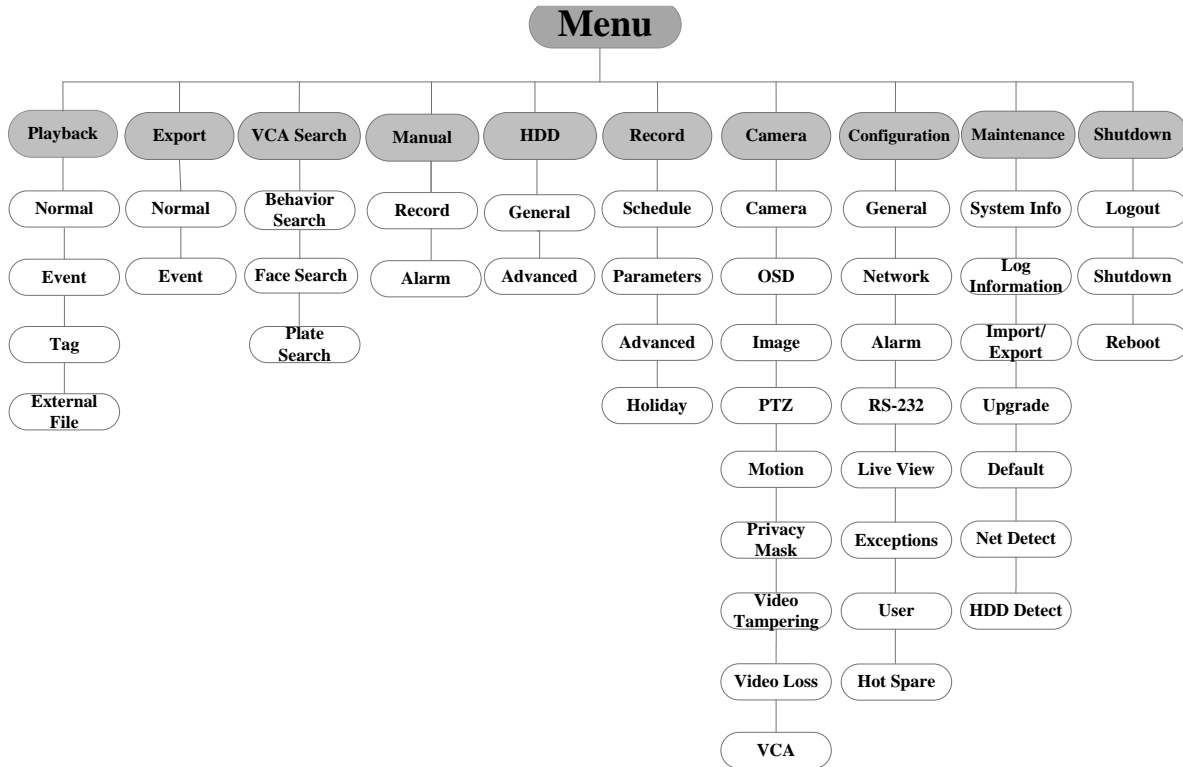 Menu
Playback
Export
VCA Search
Manual
HDD
Record
Camera
Configuration
Maintenance
Shutdown
Normal
Event
Tag
External
File
Normal
Event
Behavior
Search
Face Search
Plate
Search
Record
Alarm
General
Advanced
Schedule
Parameters
Advanced
Holiday
Camera
OSD
Image
PTZ
Motion
Privacy
Mask
Video
Tampering
Video Loss
VCA
General
Network
Alarm
RS-232
Live View
Exceptions
User
Hot Spare
System Info
Log
Information
Import/
Export
Upgrade
Default
Net Detect
HDD Detect
Logout
Shutdown
Reboot